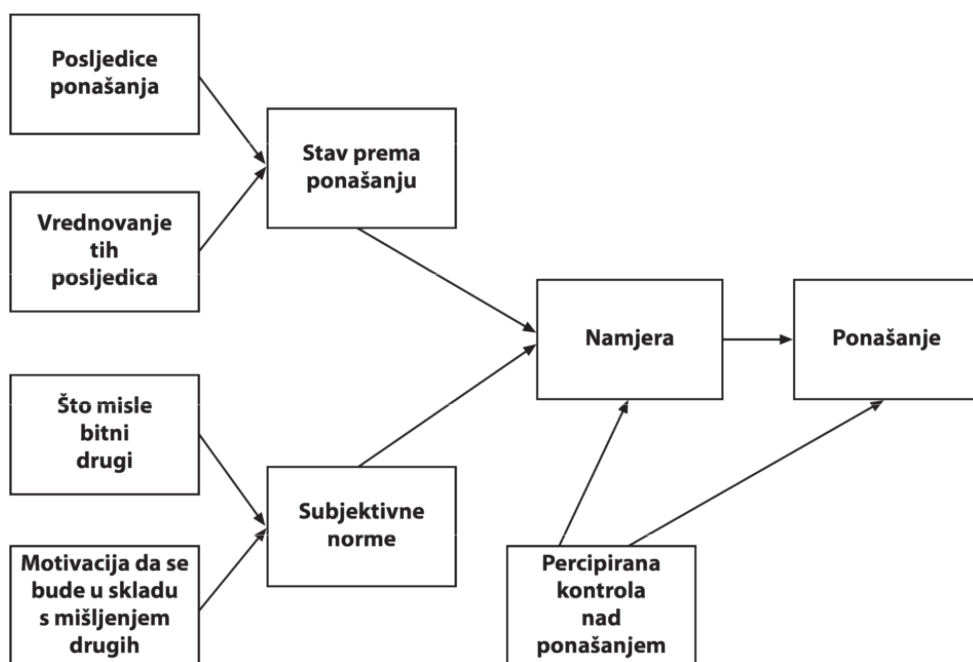 Posljedice
ponašanja
Stav prema
ponašanju
Vrednovanje
tih
posljedica
Namjera
Ponašanje
Što misle
bitni
drugi
Subjektivne
norme
Motivacija da se
bude u skladu
s mišljenjem
drugih
Percipirana
kontrola
nad
ponašanjem